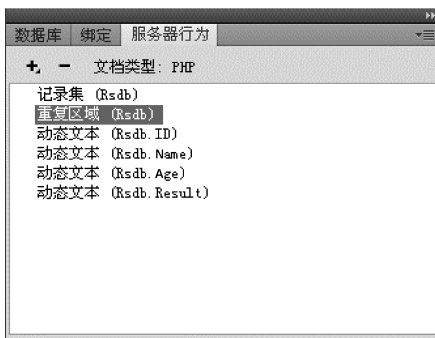 数据库 绑定 服务器行为
+ - 文档类型: PHP
记录集 (Rsdb)
重复区域 (Rsdb)
动态文本 (Rsdb.ID)
动态文本 (Rsdb.Name)
动态文本 (Rsdb.Age)
动态文本 (Rsdb.Result)